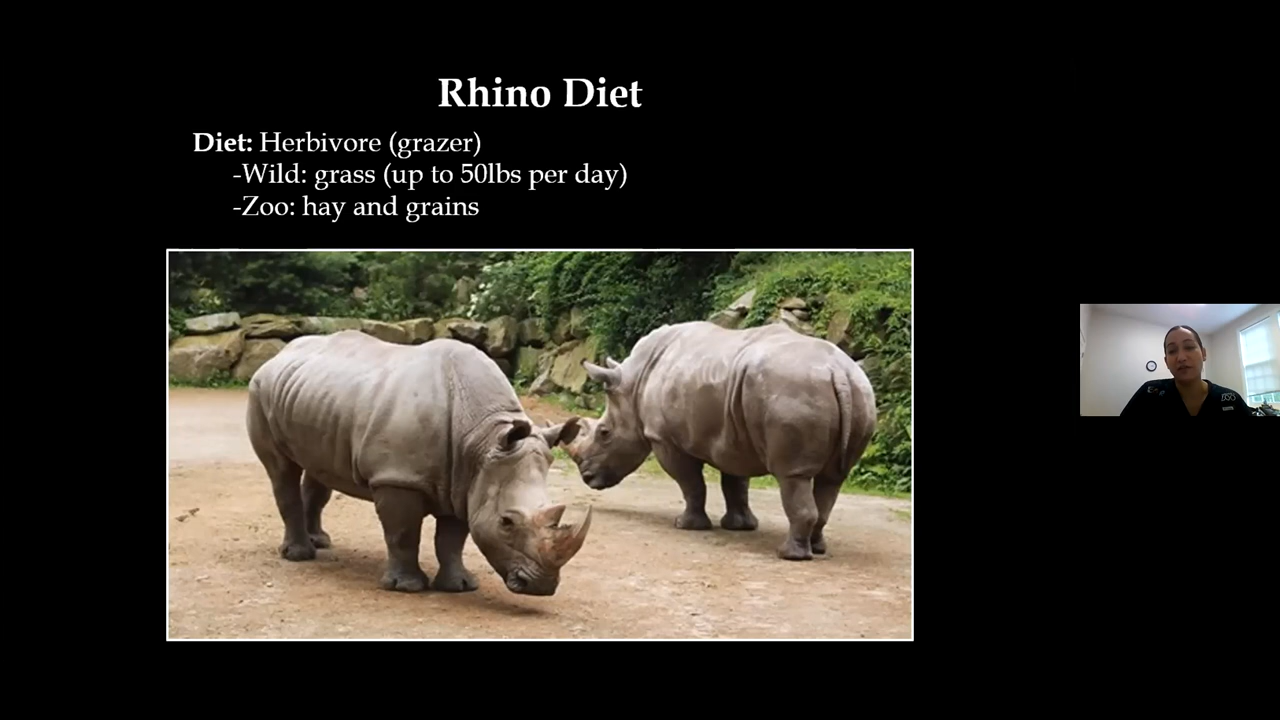 Rhino Diet
Diet: Herbivore (grazer)
-Wild: grass (up to 50lbs per day)
-Zoo: hay and grains